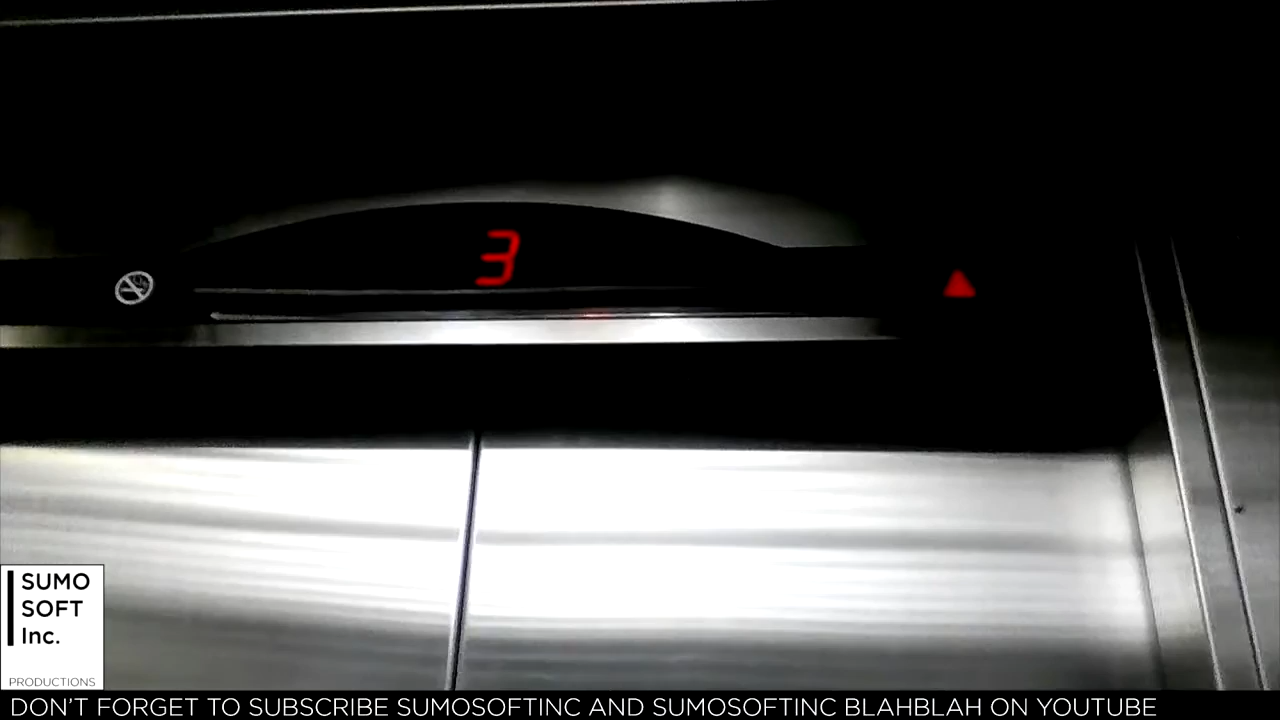 3
SUMO
SOFT
Inc.
PRODUCTIONS
DON'T FORGET TO SUBSCRIBE SUMOSOFTINC AND SUMOSOFTINC BLAHBLAH ON YOUTUBE